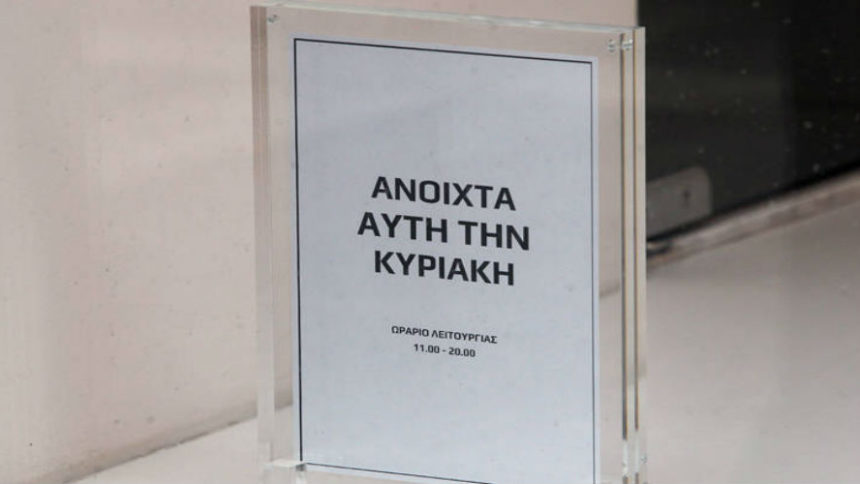 ΑΝΟΙΧΤΑ
ΑΥΤΗ ΤΗΝ
ΚΥΡΙΑΚΗ
ΩΡΑΡΙΟ ΛΕΙΤΟΥΡΓΙΑΣ
11.00 - 20.00